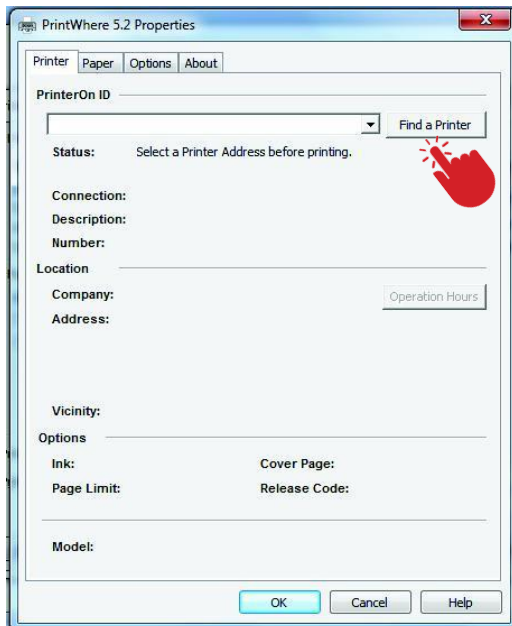 PrintWhere 5.2 Properties
Printer Paper Options About
PrinterOn ID
Find a Printer
Status: Select a Printer Address before printing.
Connection:
Description:
Number:
Location
Company: Operation Hours
Address:
Vicinity:
Options
Ink: Cover Page:
Page Limit: Release Code:
Model:
OK Cancel Help